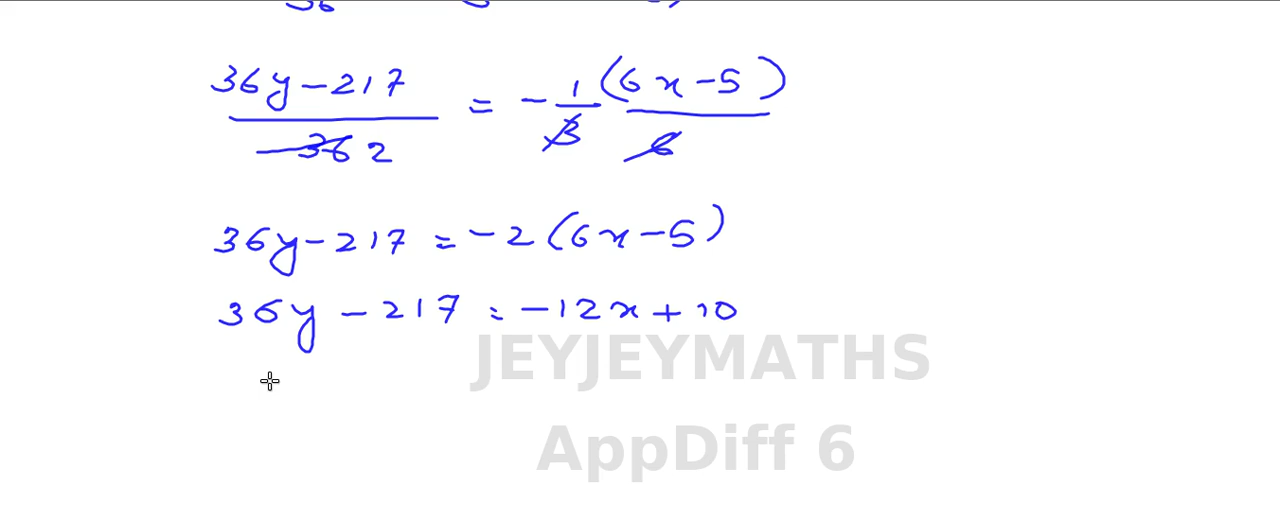 36y-217 / 36 2 = - 1/3 (6x-5) / 6
36y-217 = -2(6x-5)
36y - 217 = -12x + 10
JEYJEYMATHS
AppDiff 6